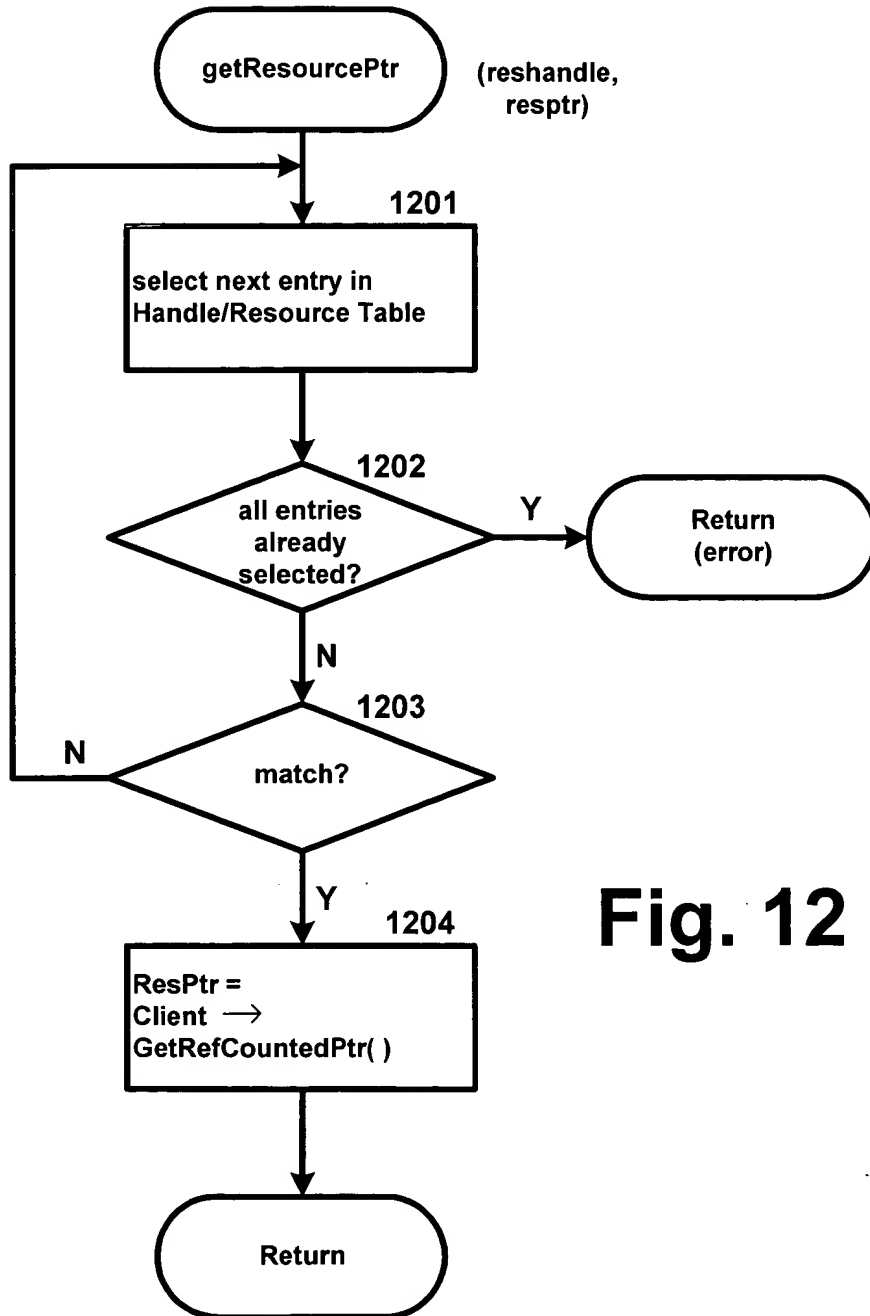 getResourcePtr
(reshandle,
resptr)
1201
select next entry in
Handle/Resource Table
1202
all entries
already
selected?
Y
Return
(error)
N
1203
N
match?
Y
1204
ResPtr =
Client →
GetRefCountedPtr( )
Return
Fig. 12